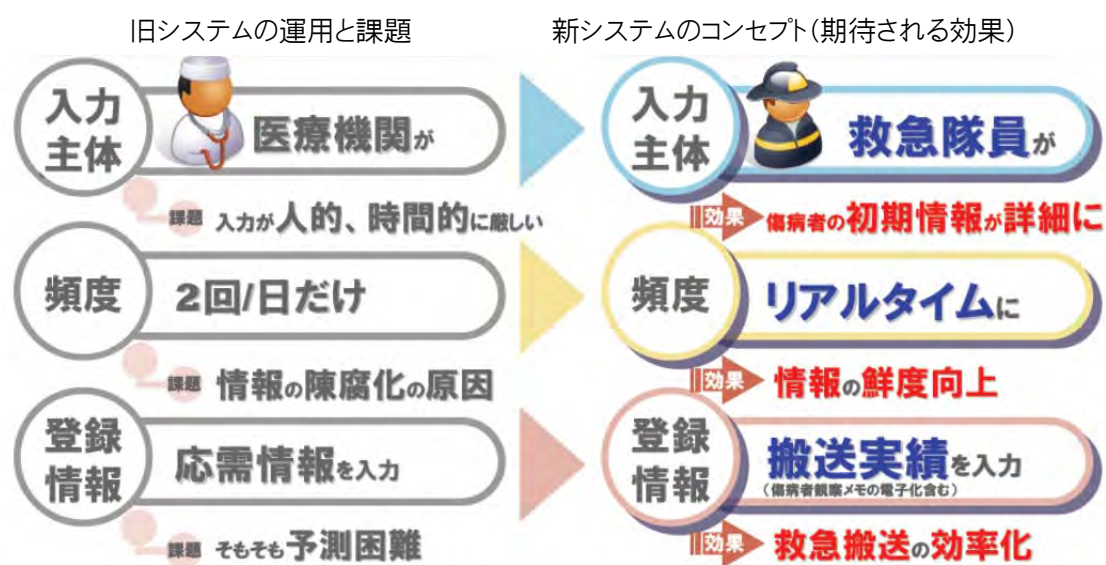 旧システムの運用と課題
新システムのコンセプト(期待される効果)
入力
主体
医療機関が
課題 入力が人的、時間的に厳しい
入力
主体
救急隊員が
効果 傷病者の初期情報が詳細に
頻度
2回/日だけ
課題 情報の陳腐化の原因
頻度
リアルタイムに
効果 情報の鮮度向上
登録
情報
応需情報を入力
課題 そもそも予測困難
登録
情報
搬送実績を入力
(傷病者観察メモの電子化含む)
効果 救急搬送の効率化